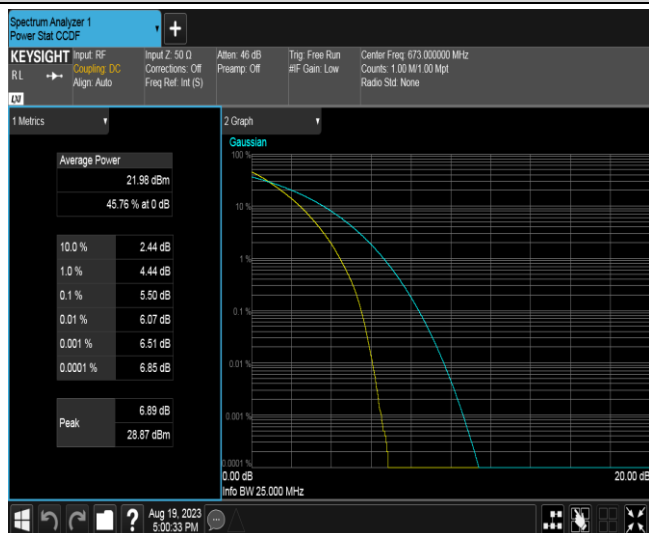 Spectrum Analyzer 1
Power Stat CCDF
+
KEYSIGHT
RL
LXI
Input: RF
Coupling: DC
Align: Auto
Input Z: 50 Ω
Corrections: Off
Freq Ref: Int (S)
Atten: 46 dB
Preamp: Off
Trig: Free Run
#IF Gain: Low
Center Freq: 673.000000 MHz
Counts: 1.00 M/1.00 Mpt
Radio Std: None
1 Metrics
Average Power
21.98 dBm
45.76 % at 0 dB
10.0 % 2.44 dB
1.0 % 4.44 dB
0.1 % 5.50 dB
0.01 % 6.07 dB
0.001 % 6.51 dB
0.0001 % 6.85 dB
Peak
6.89 dB
28.87 dBm
2 Graph
Gaussian
100 %
10 %
1 %
0.1 %
0.01 %
0.001 %
0.0001 %
0.00 dB 20.00 dB
Info BW 25.000 MHz
?
Aug 19, 2023
5:00:33 PM